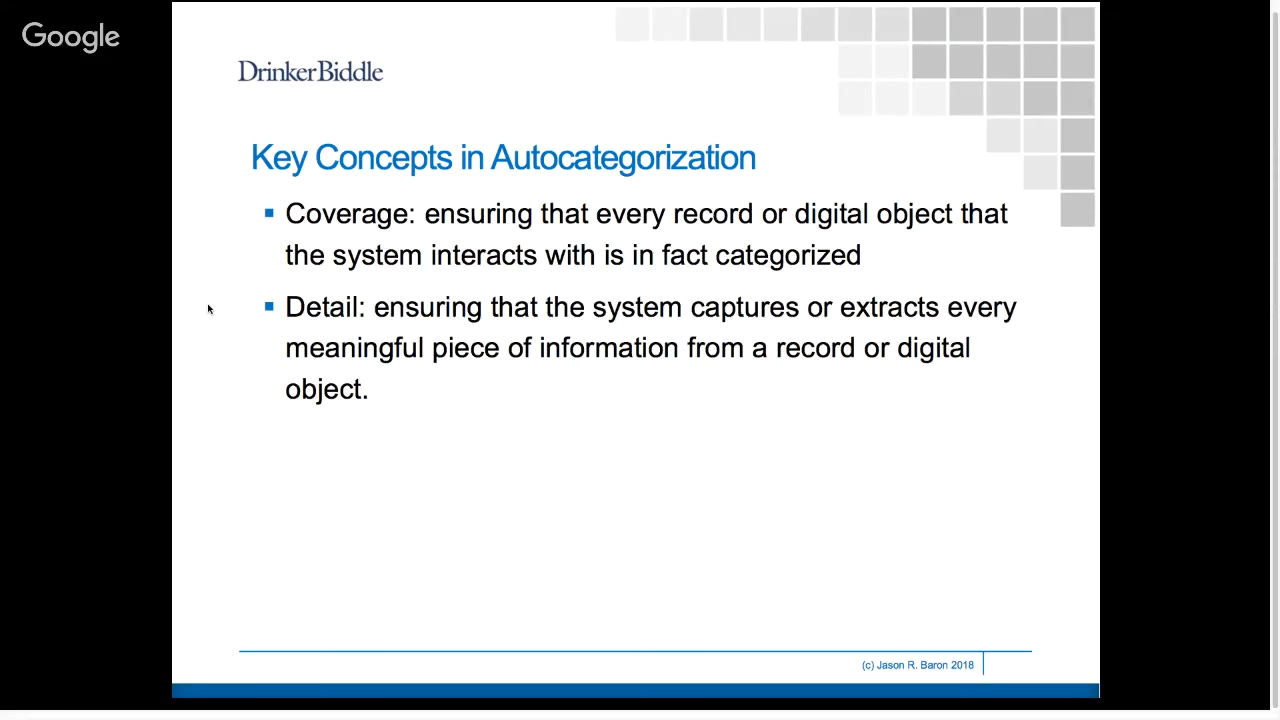 Google
DrinkerBiddle
Key Concepts in Autocategorization
Coverage: ensuring that every record or digital object that
the system interacts with is in fact categorized
Detail: ensuring that the system captures or extracts every
meaningful piece of information from a record or digital
object.
(c) Jason R. Baron 2018